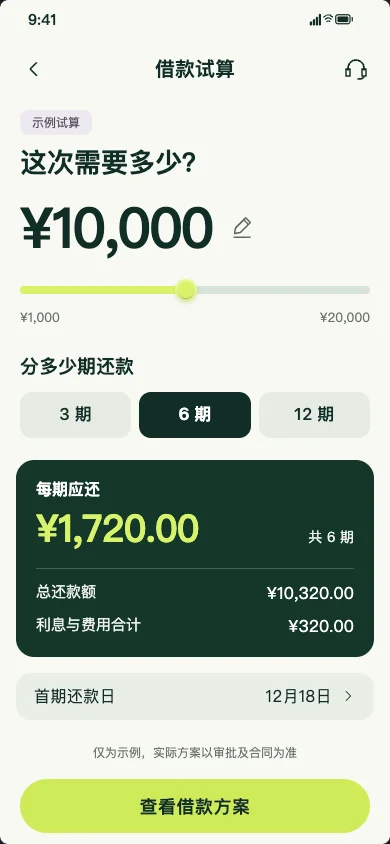 9:41
借款试算
示例试算
这次需要多少?
¥10,000
¥1,000 ¥20,000
分多少期还款
3 期 6 期 12 期
每期应还
¥1,720.00 共 6 期
总还款额 ¥10,320.00
利息与费用合计 ¥320.00
首期还款日 12月18日
仅为示例，实际方案以审批及合同为准
查看借款方案